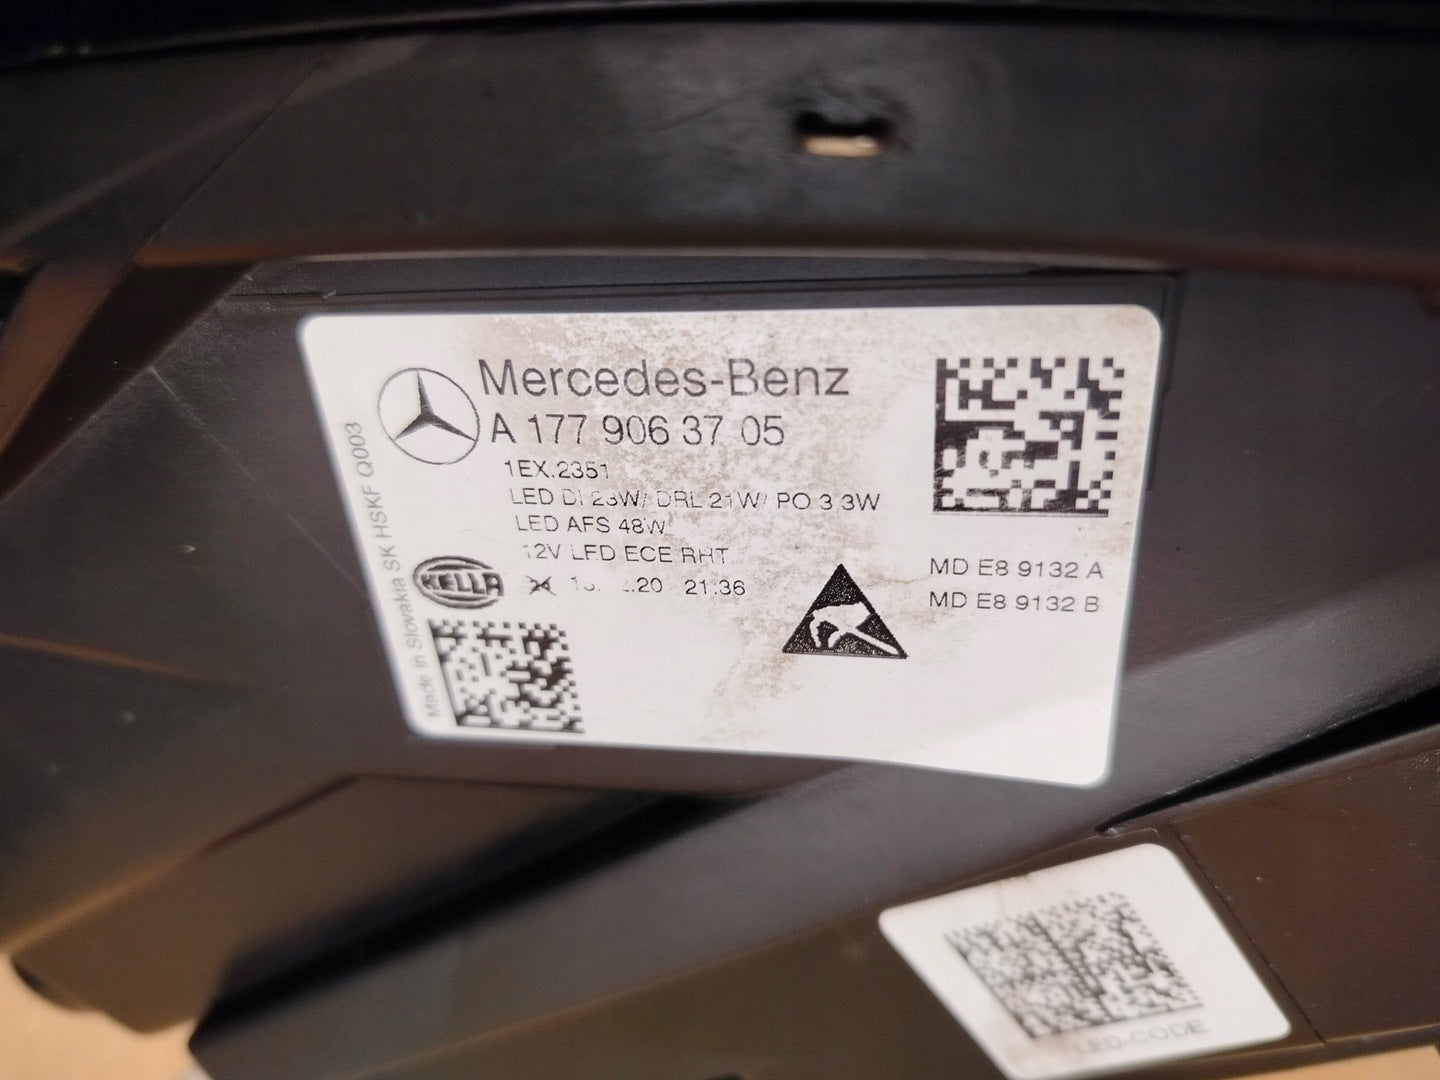 Mercedes-Benz
A 177 906 37 05
1EX.2351
LED DI 23W/ DRL 21W/ PO 3,3W
LED AFS 48W
12V LED ECE RHT
HELLA
.20 21:36
MD E8 9132 A
MD E8 9132 B
Made in Slovakia SK HSKF Q003
LED-CODE